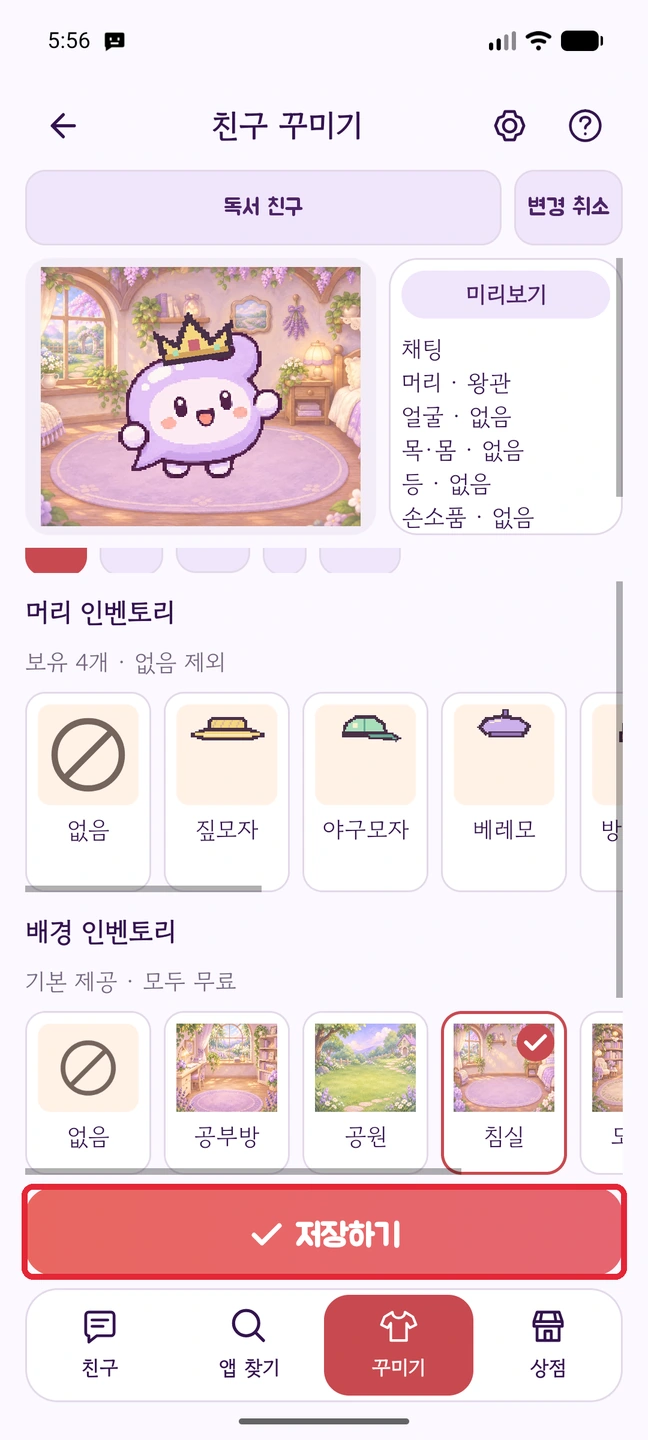 5:56
친구 꾸미기
독서 친구
변경 취소
미리보기
채팅
머리 · 왕관
얼굴 · 없음
목·몸 · 없음
등 · 없음
손소품 · 없음
머리 인벤토리
보유 4개 · 없음 제외
없음
짚모자
야구모자
베레모
방
배경 인벤토리
기본 제공 · 모두 무료
없음
공부방
공원
침실
저장하기
친구
앱 찾기
꾸미기
상점